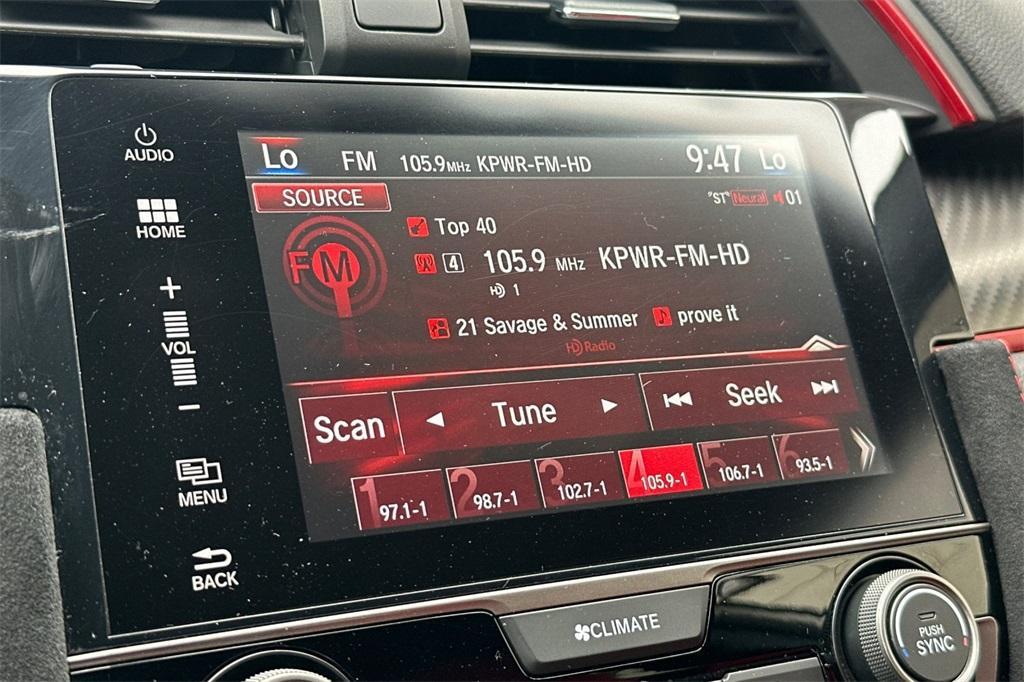 AUDIO
HOME
+
VOL
−
MENU
BACK
Lo FM 105.9MHz KPWR-FM-HD 9:47 Lo
SOURCE "ST" Neural 01
FM
Top 40
4 105.9 MHz KPWR-FM-HD
HD 1
21 Savage & Summer prove it
HD Radio
Scan Tune Seek
1 97.1-1 2 98.7-1 3 102.7-1 4 105.9-1 5 106.7-1 6 93.5-1
CLIMATE
PUSH
SYNC